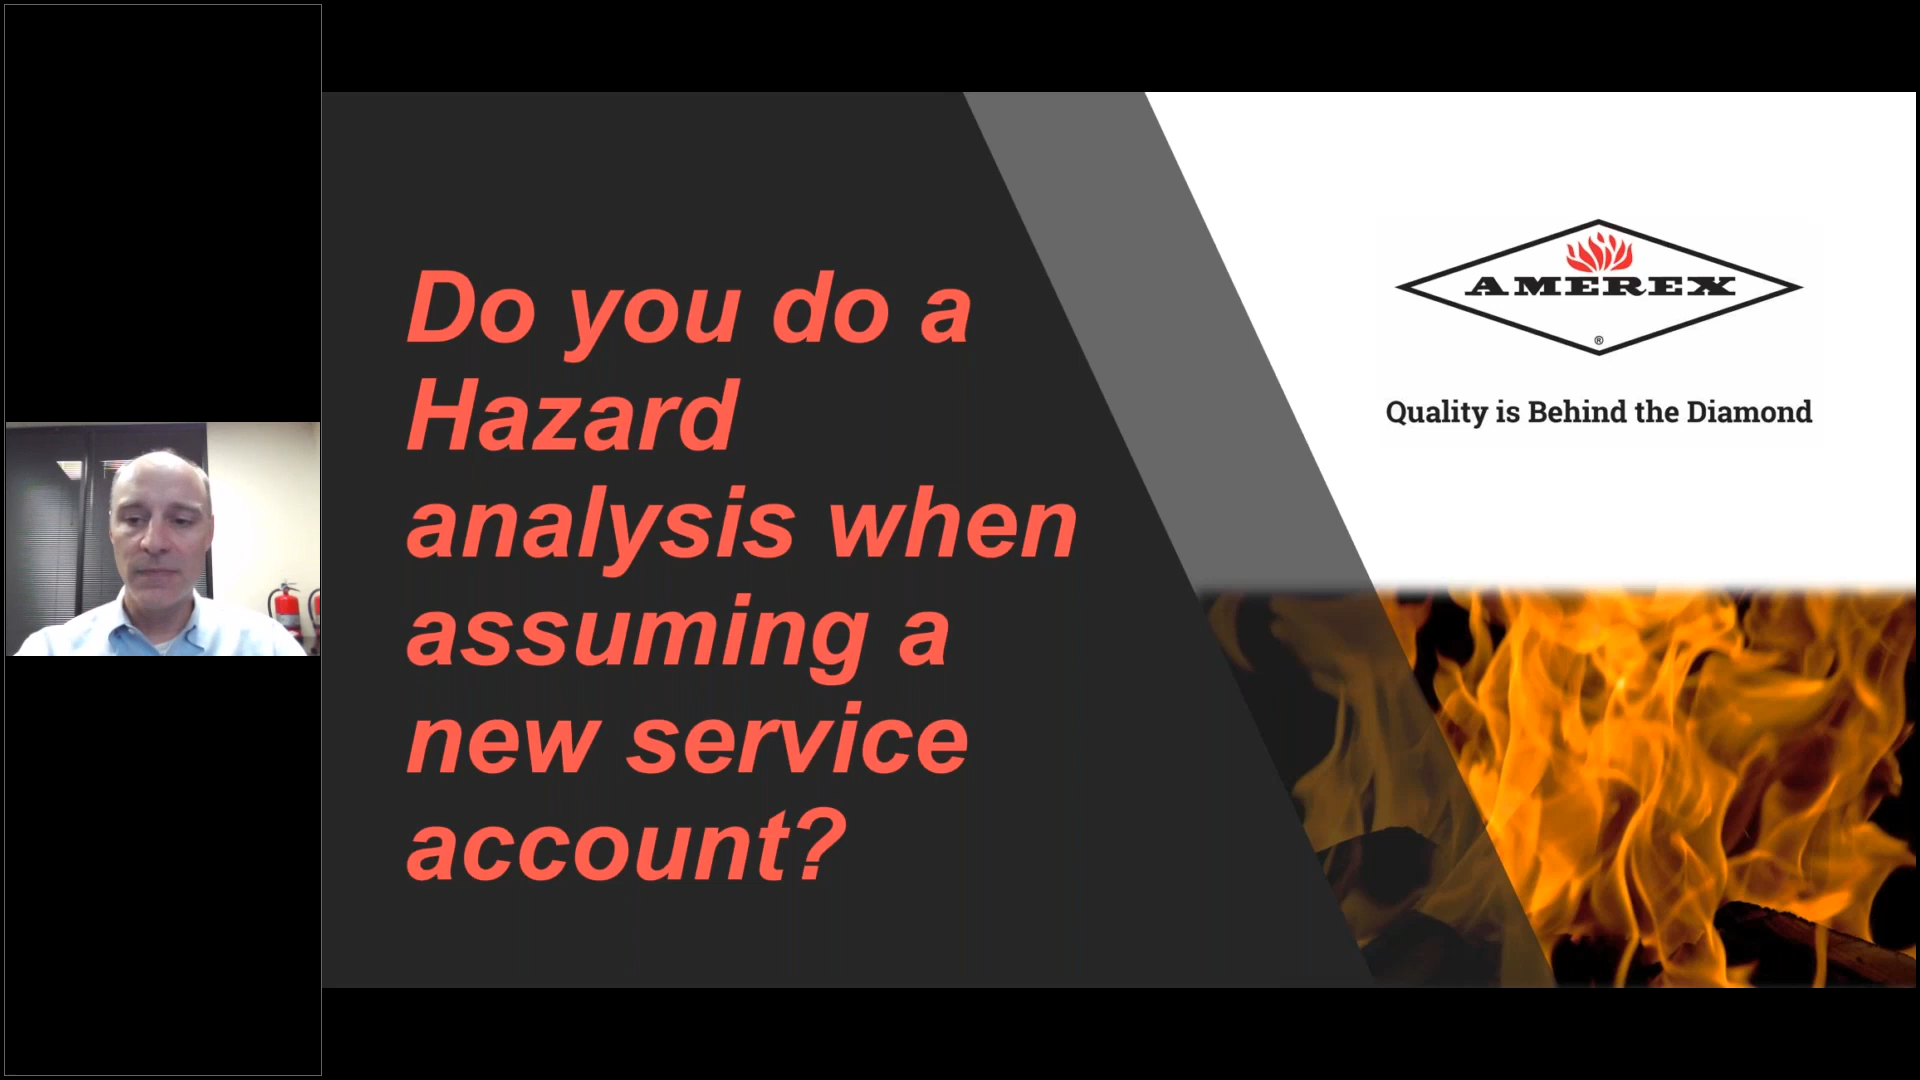 Do you do a
Hazard
analysis when
assuming a
new service
account?
AMEREX
®
Quality is Behind the Diamond